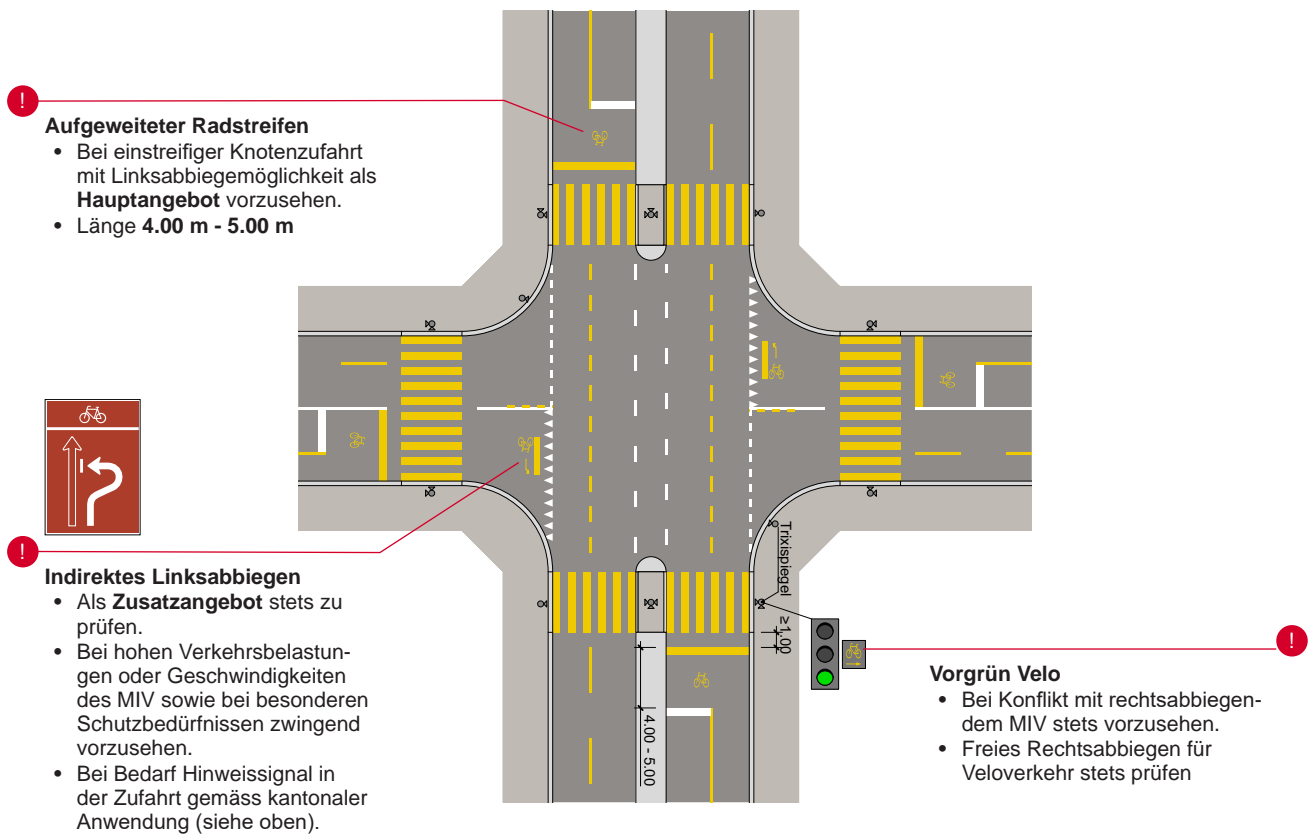 !
Aufgeweiteter Radstreifen
• Bei einstreifiger Knotenzufahrt
mit Linksabbiegemöglichkeit als
Hauptangebot vorzusehen.
• Länge 4.00 m - 5.00 m
!
Indirektes Linksabbiegen
• Als Zusatzangebot stets zu
prüfen.
• Bei hohen Verkehrsbelastun-
gen oder Geschwindigkeiten
des MIV sowie bei besonderen
Schutzbedürfnissen zwingend
vorzusehen.
• Bei Bedarf Hinweissignal in
der Zufahrt gemäss kantonaler
Anwendung (siehe oben).
Trixispiegel
≥1.00
4.00 - 5.00
!
Vorgrün Velo
• Bei Konflikt mit rechtsabbiegen-
dem MIV stets vorzusehen.
• Freies Rechtsabbiegen für
Veloverkehr stets prüfen